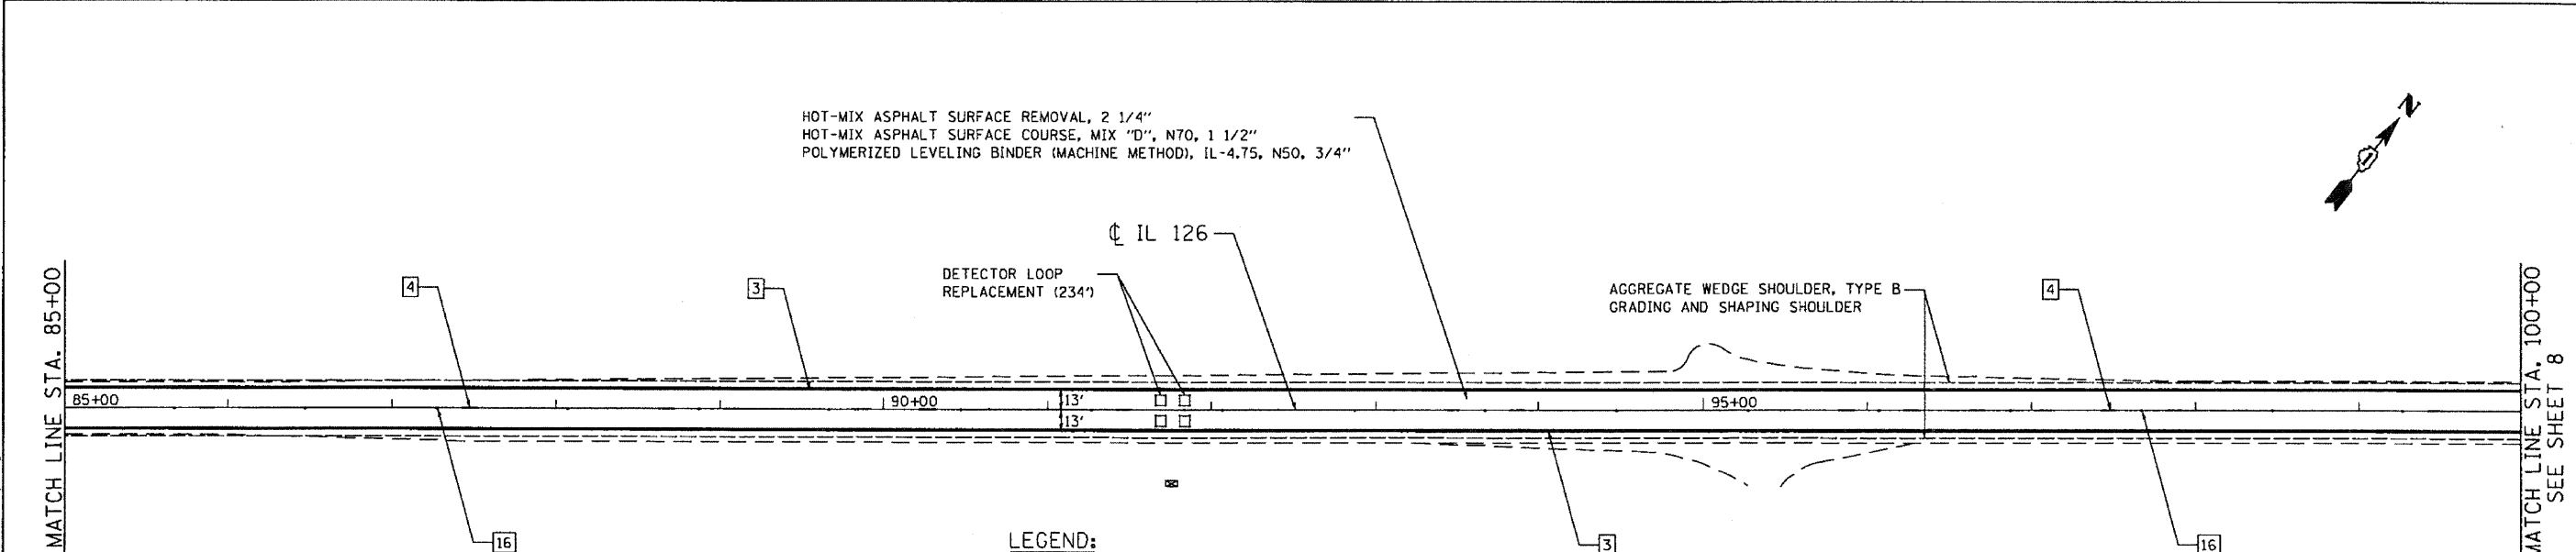 HOT-MIX ASPHALT SURFACE REMOVAL, 2 1/4"
HOT-MIX ASPHALT SURFACE COURSE, MIX "D", N70, 1 1/2"
POLYMERIZED LEVELING BINDER (MACHINE METHOD), IL-4.75, N50, 3/4"
N
℄ IL 126
DETECTOR LOOP
REPLACEMENT (234')
AGGREGATE WEDGE SHOULDER, TYPE B
GRADING AND SHAPING SHOULDER
4
3
4
MATCH LINE STA. 85+00
85+00
90+00
95+00
13'
13'
MATCH LINE STA. 100+00
SEE SHEET 8
16
LEGEND:
3
16